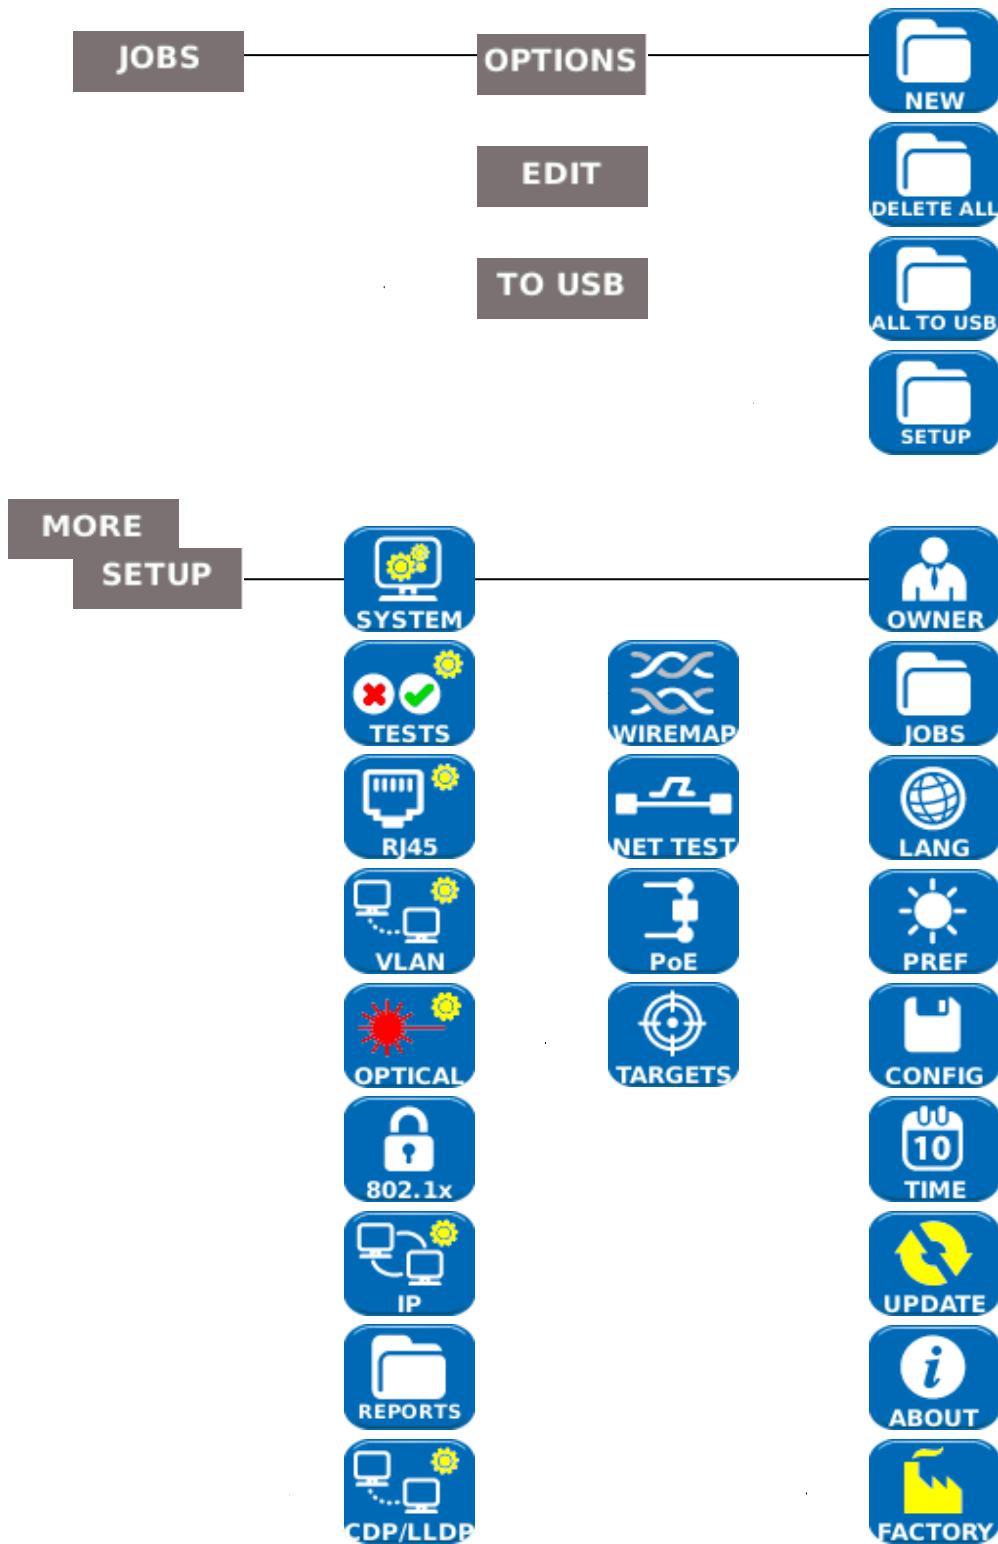 JOBS
OPTIONS
NEW
EDIT
DELETE ALL
TO USB
ALL TO USB
SETUP
MORE
SETUP
SYSTEM
OWNER
TESTS
WIREMAP
JOBS
RJ45
NET TEST
LANG
VLAN
PoE
PREF
OPTICAL
TARGETS
CONFIG
802.1x
10
TIME
IP
UPDATE
REPORTS
i
ABOUT
CDP/LLDP
FACTORY